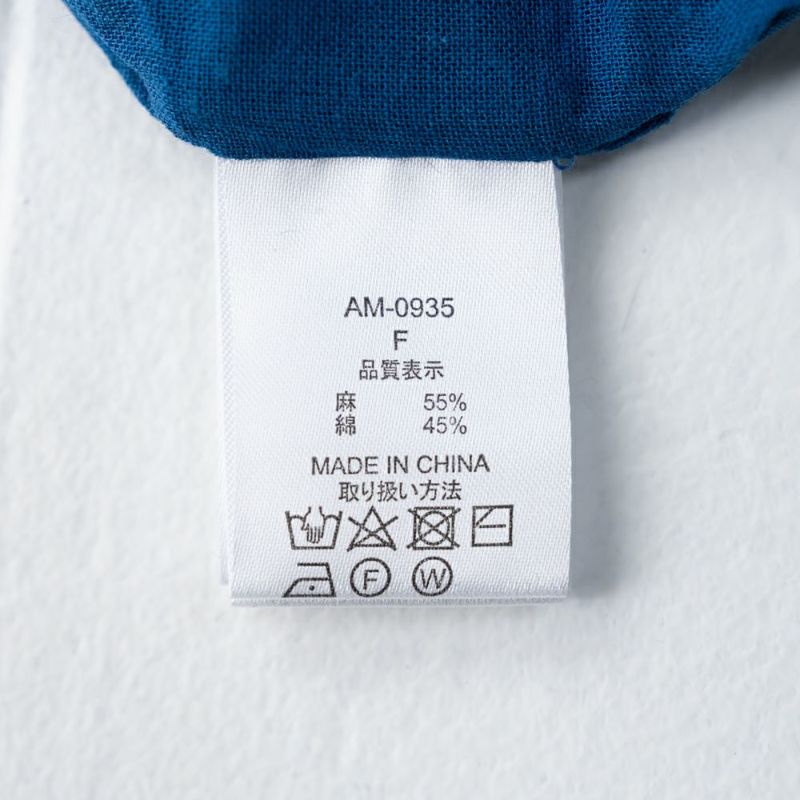 AM-0935
F
品質表示
麻 55%
綿 45%
MADE IN CHINA
取り扱い方法
F W